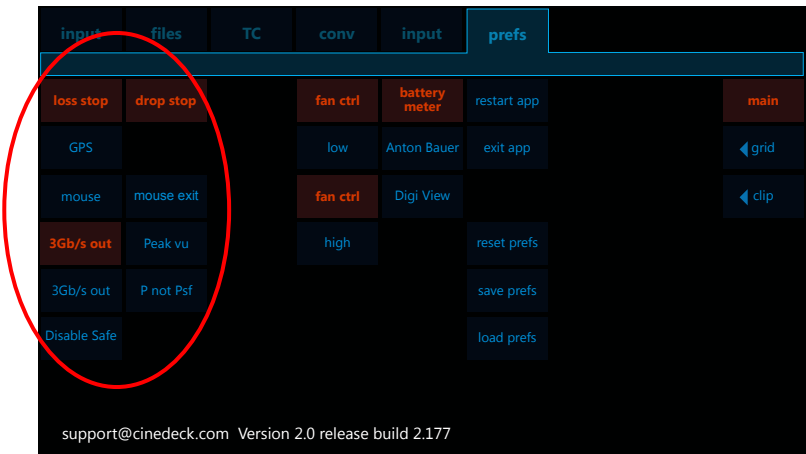 input files TC conv input prefs
loss stop drop stop fan ctrl battery meter restart app main
GPS low Anton Bauer exit app grid
mouse mouse exit fan ctrl Digi View clip
3Gb/s out Peak vu high reset prefs
3Gb/s out P not Psf save prefs
Disable Safe load prefs
support@cinedeck.com Version 2.0 release build 2.177